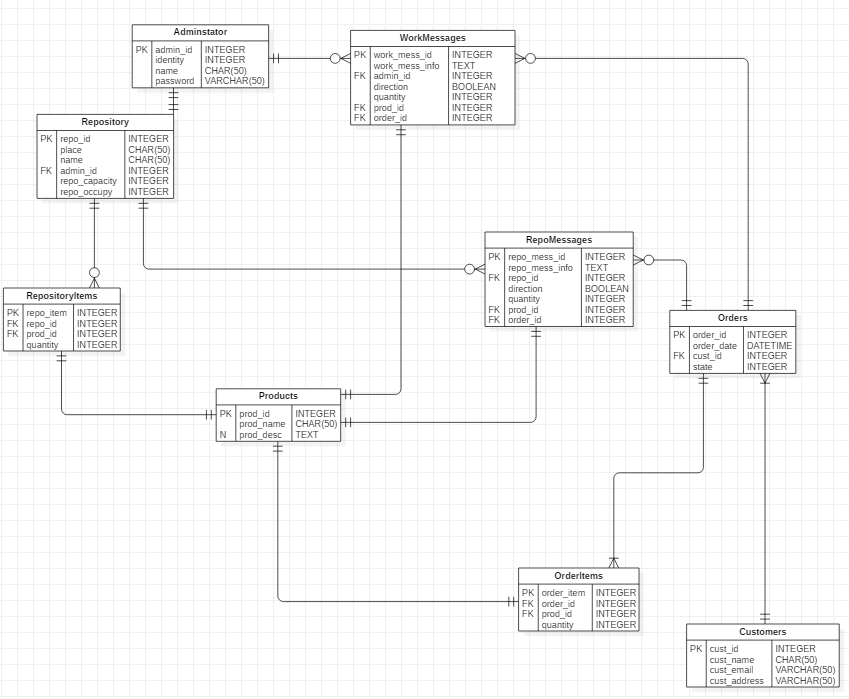 Adminstator
PK admin_id INTEGER
identity INTEGER
name CHAR(50)
password VARCHAR(50)
WorkMessages
PK work_mess_id INTEGER
work_mess_info TEXT
FK admin_id INTEGER
direction BOOLEAN
quantity INTEGER
FK prod_id INTEGER
FK order_id INTEGER
Repository
PK repo_id INTEGER
place CHAR(50)
name CHAR(50)
FK admin_id INTEGER
repo_capacity INTEGER
repo_occupy INTEGER
RepoMessages
PK repo_mess_id INTEGER
repo_mess_info TEXT
FK repo_id INTEGER
direction BOOLEAN
quantity INTEGER
FK prod_id INTEGER
FK order_id INTEGER
RepositoryItems
PK repo_item INTEGER
FK repo_id INTEGER
FK prod_id INTEGER
quantity INTEGER
Orders
PK order_id INTEGER
order_date DATETIME
FK cust_id INTEGER
state INTEGER
Products
PK prod_id INTEGER
prod_name CHAR(50)
N prod_desc TEXT
OrderItems
PK order_item INTEGER
FK order_id INTEGER
FK prod_id INTEGER
quantity INTEGER
Customers
PK cust_id INTEGER
cust_name CHAR(50)
cust_email VARCHAR(50)
cust_address VARCHAR(50)